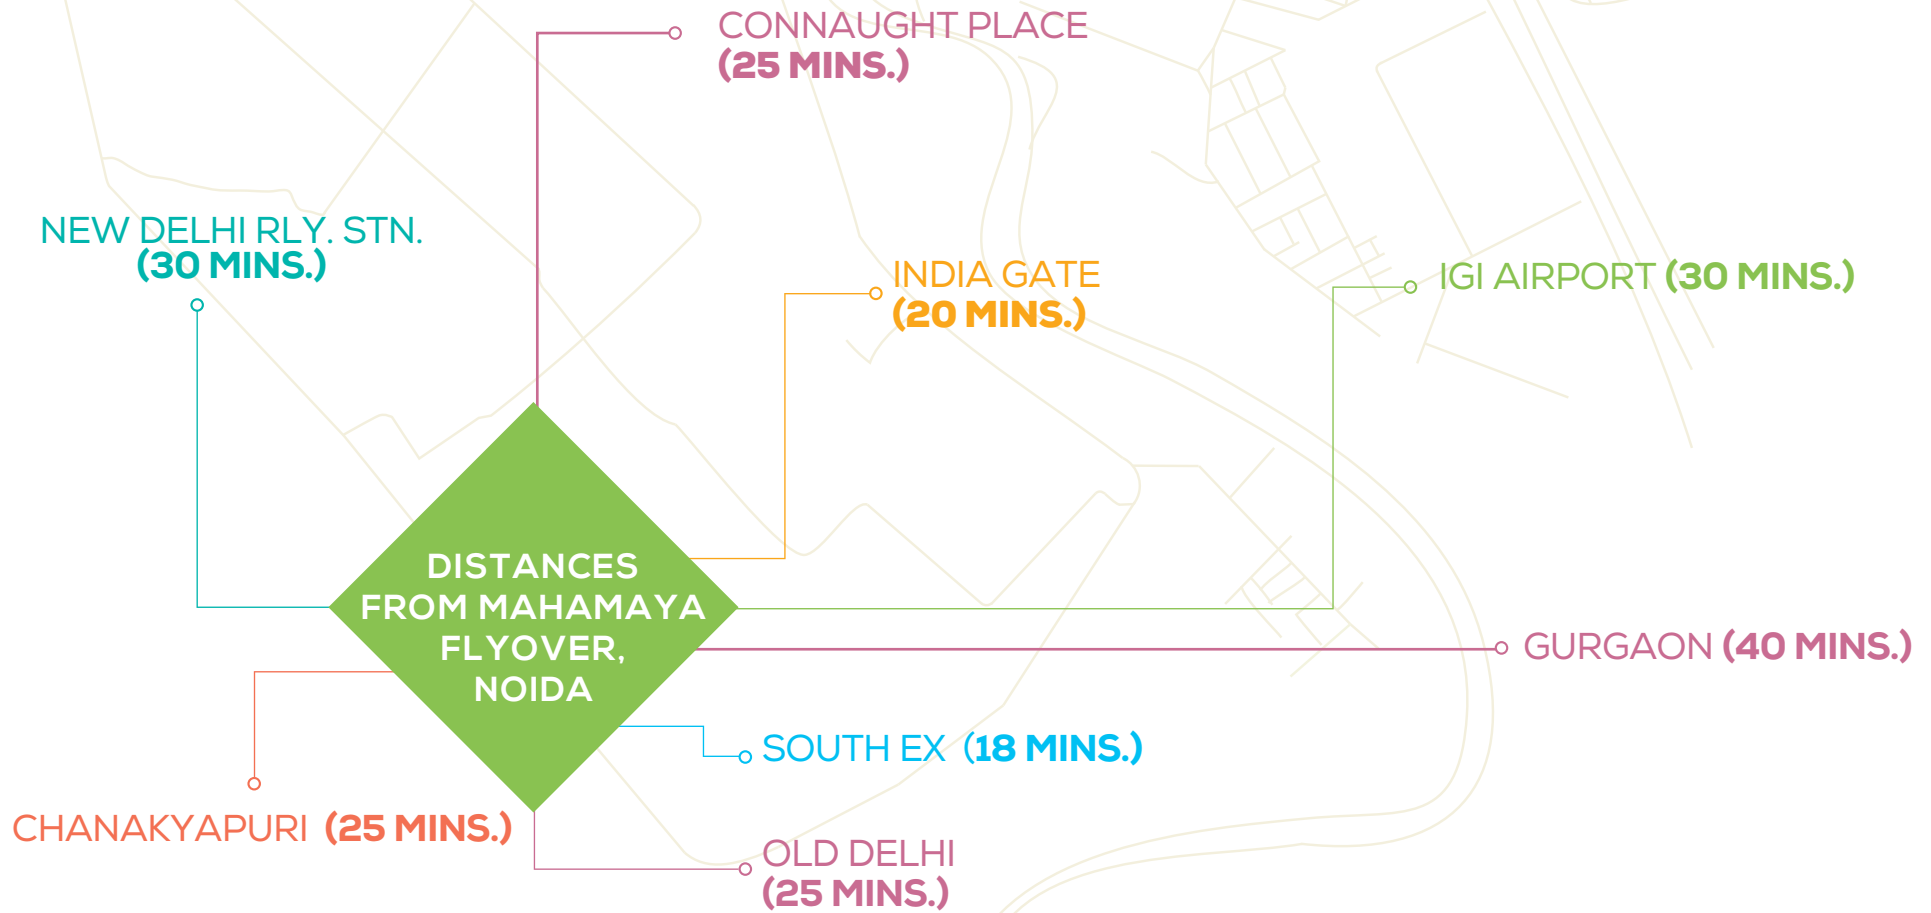 CONNAUGHT PLACE
(25 MINS.)
NEW DELHI RLY. STN.
(30 MINS.)
INDIA GATE
(20 MINS.)
IGI AIRPORT (30 MINS.)
DISTANCES
FROM MAHAMAYA
FLYOVER,
NOIDA
GURGAON (40 MINS.)
SOUTH EX (18 MINS.)
CHANAKYAPURI (25 MINS.)
OLD DELHI
(25 MINS.)